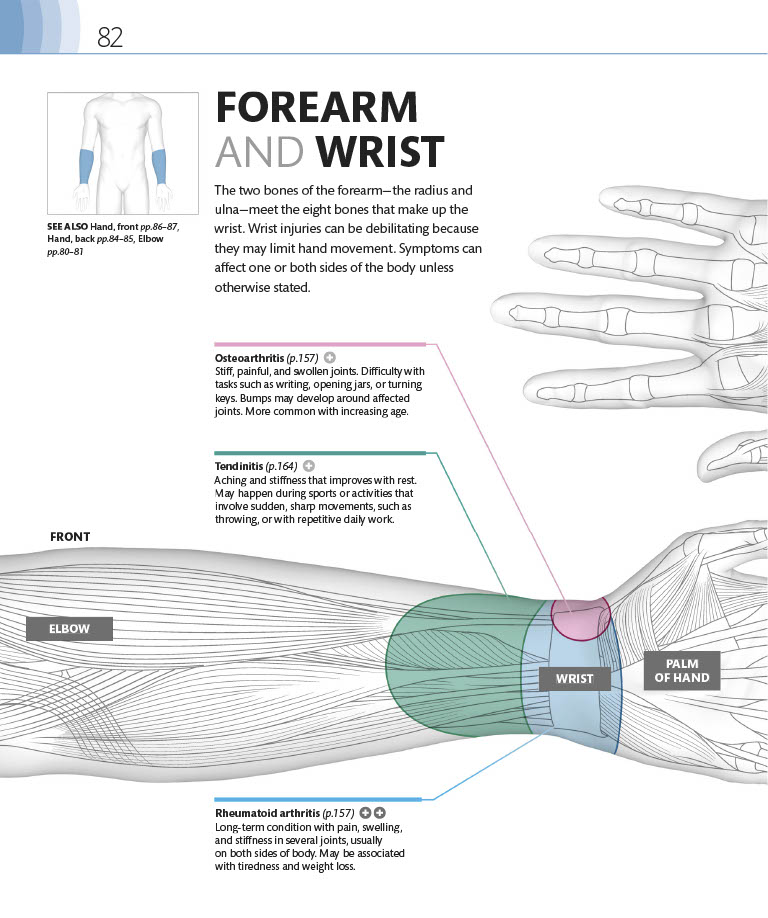 82
FOREARM
AND WRIST
The two bones of the forearm—the radius and
ulna—meet the eight bones that make up the
wrist. Wrist injuries can be debilitating because
they may limit hand movement. Symptoms can
affect one or both sides of the body unless
otherwise stated.
SEE ALSO Hand, front pp.86–87,
Hand, back pp.84–85, Elbow
pp.80–81
Osteoarthritis (p.157)
Stiff, painful, and swollen joints. Difficulty with
tasks such as writing, opening jars, or turning
keys. Bumps may develop around affected
joints. More common with increasing age.
Tendinitis (p.164)
Aching and stiffness that improves with rest.
May happen during sports or activities that
involve sudden, sharp movements, such as
throwing, or with repetitive daily work.
FRONT
ELBOW
WRIST
PALM
OF HAND
Rheumatoid arthritis (p.157)
Long-term condition with pain, swelling,
and stiffness in several joints, usually
on both sides of body. May be associated
with tiredness and weight loss.